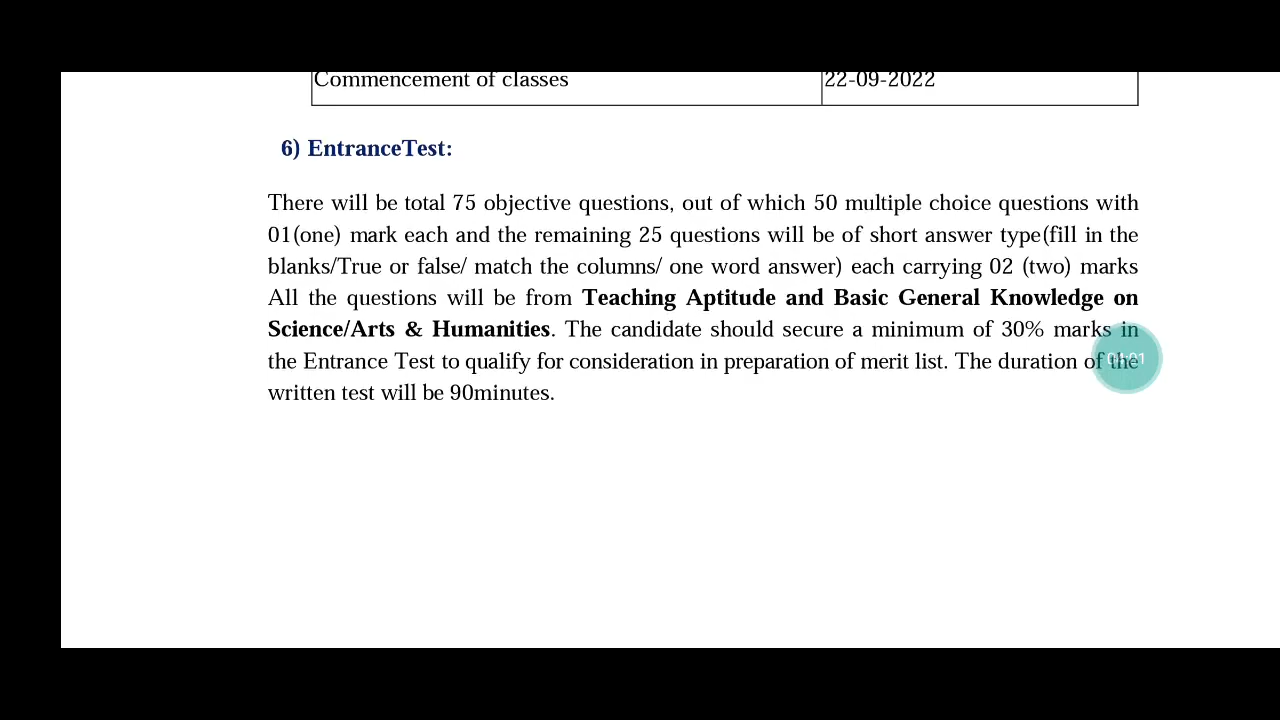 Commencement of classes 22-09-2022
6) EntranceTest:
There will be total 75 objective questions, out of which 50 multiple choice questions with
01(one) mark each and the remaining 25 questions will be of short answer type(fill in the
blanks/True or false/ match the columns/ one word answer) each carrying 02 (two) marks
All the questions will be from Teaching Aptitude and Basic General Knowledge on
Science/Arts & Humanities. The candidate should secure a minimum of 30% marks in
the Entrance Test to qualify for consideration in preparation of merit list. The duration of the
01:01
written test will be 90minutes.